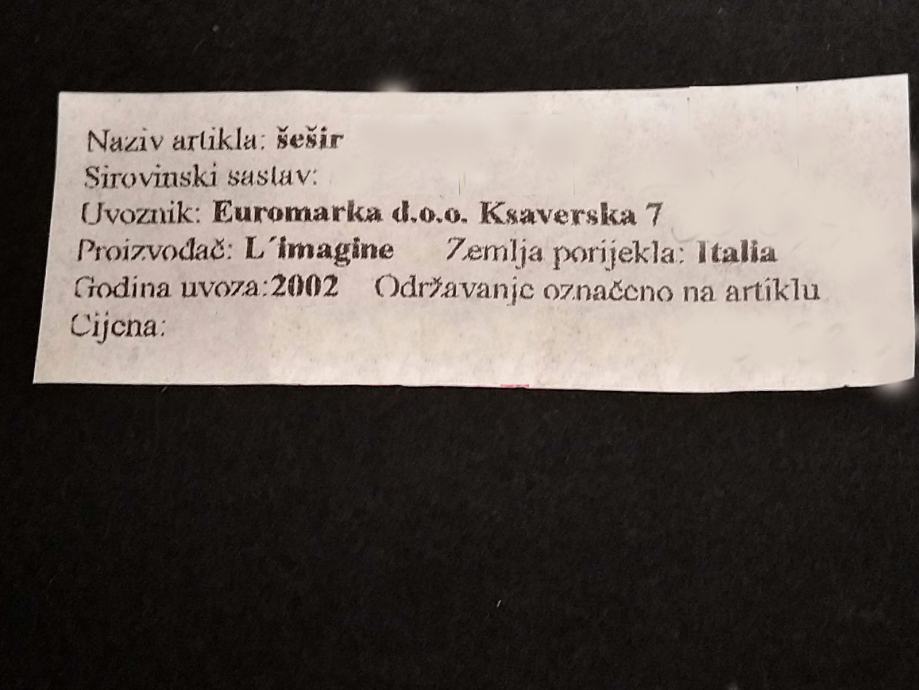 Naziv artikla: šešir
Sirovinski sastav:
Uvoznik: Euromarka d.o.o. Ksaverska 7
Proizvođač: L´imagine Zemlja porijekla: Italia
Godina uvoza:2002 Održavanje označeno na artiklu
Cijena: